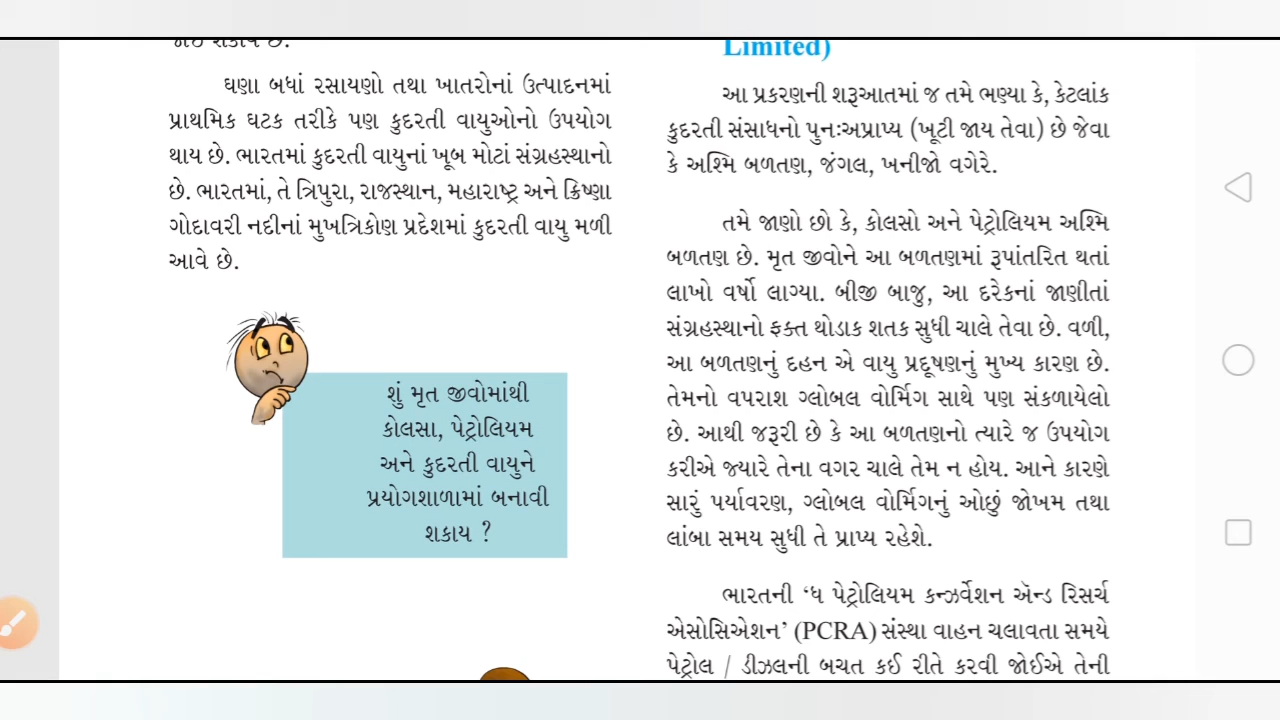 ઘણા બધાં રસાયણો તથા ખાતરોનાં ઉત્પાદનમાં
પ્રાથમિક ઘટક તરીકે પણ કુદરતી વાયુઓનો ઉપયોગ
થાય છે. ભારતમાં કુદરતી વાયુનાં ખૂબ મોટાં સંગ્રહસ્થાનો
છે. ભારતમાં, તે ત્રિપુરા, રાજસ્થાન, મહારાષ્ટ્ર અને ક્રિષ્ણા
ગોદાવરી નદીનાં મુખત્રિકોણ પ્રદેશમાં કુદરતી વાયુ મળી
આવે છે.
શું મૃત જીવોમાંથી
કોલસા, પેટ્રોલિયમ
અને કુદરતી વાયુને
પ્રયોગશાળામાં બનાવી
શકાય ?
Limited)
આ પ્રકરણની શરૂઆતમાં જ તમે ભણ્યા કે, કેટલાંક
કુદરતી સંસાધનો પુનઃઅપ્રાપ્ય (ખૂટી જાય તેવા) છે જેવા
કે અશ્મિ બળતણ, જંગલ, ખનીજો વગેરે.
તમે જાણો છો કે, કોલસો અને પેટ્રોલિયમ અશ્મિ
બળતણ છે. મૃત જીવોને આ બળતણમાં રૂપાંતરિત થતાં
લાખો વર્ષો લાગ્યા. બીજી બાજુ, આ દરેકનાં જાણીતાં
સંગ્રહસ્થાનો ફક્ત થોડાક શતક સુધી ચાલે તેવા છે. વળી,
આ બળતણનું દહન એ વાયુ પ્રદૂષણનું મુખ્ય કારણ છે.
તેમનો વપરાશ ગ્લોબલ વોર્મિગ સાથે પણ સંકળાયેલો
છે. આથી જરૂરી છે કે આ બળતણનો ત્યારે જ ઉપયોગ
કરીએ જ્યારે તેના વગર ચાલે તેમ ન હોય. આને કારણે
સારું પર્યાવરણ, ગ્લોબલ વોર્મિગનું ઓછું જોખમ તથા
લાંબા સમય સુધી તે પ્રાપ્ય રહેશે.
ભારતની ‘ધ પેટ્રોલિયમ કન્ઝર્વેશન ઍન્ડ રિસર્ચ
એસોસિએશન’ (PCRA) સંસ્થા વાહન ચલાવતા સમયે
પેટ્રોલ / ડીઝલની બચત કઈ રીતે કરવી જોઈએ તેની